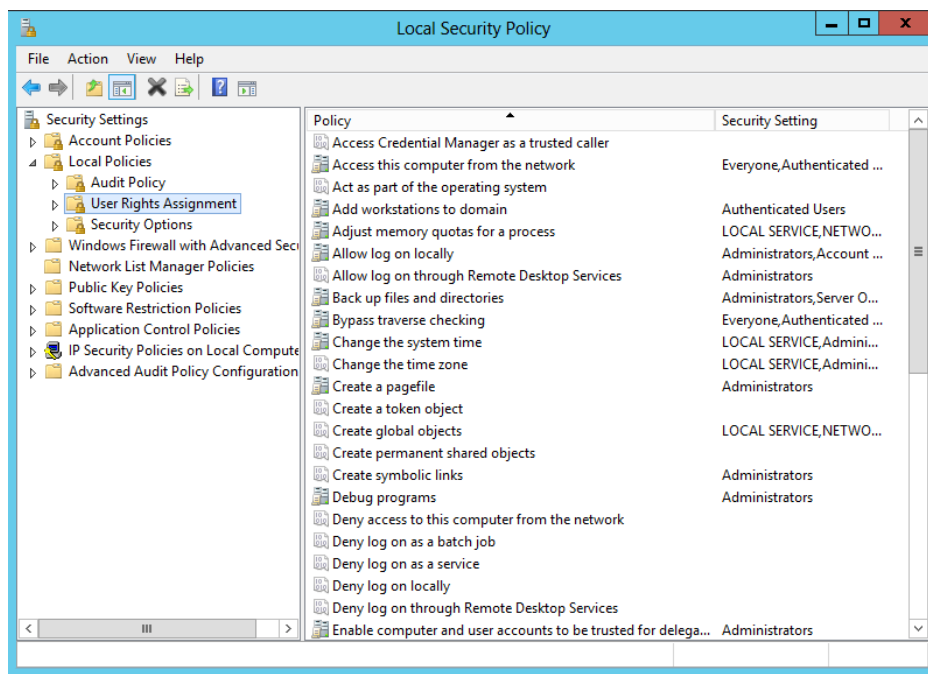 Local Security Policy
File Action View Help
Security Settings
Account Policies
Local Policies
Audit Policy
User Rights Assignment
Security Options
Windows Firewall with Advanced Secu
Network List Manager Policies
Public Key Policies
Software Restriction Policies
Application Control Policies
IP Security Policies on Local Compute
Advanced Audit Policy Configuration
Policy Security Setting
Access Credential Manager as a trusted caller
Access this computer from the network Everyone,Authenticated ...
Act as part of the operating system
Add workstations to domain Authenticated Users
Adjust memory quotas for a process LOCAL SERVICE,NETWO...
Allow log on locally Administrators,Account ...
Allow log on through Remote Desktop Services Administrators
Back up files and directories Administrators,Server O...
Bypass traverse checking Everyone,Authenticated ...
Change the system time LOCAL SERVICE,Admini...
Change the time zone LOCAL SERVICE,Admini...
Create a pagefile Administrators
Create a token object
Create global objects LOCAL SERVICE,NETWO...
Create permanent shared objects
Create symbolic links Administrators
Debug programs Administrators
Deny access to this computer from the network
Deny log on as a batch job
Deny log on as a service
Deny log on locally
Deny log on through Remote Desktop Services
Enable computer and user accounts to be trusted for delega... Administrators